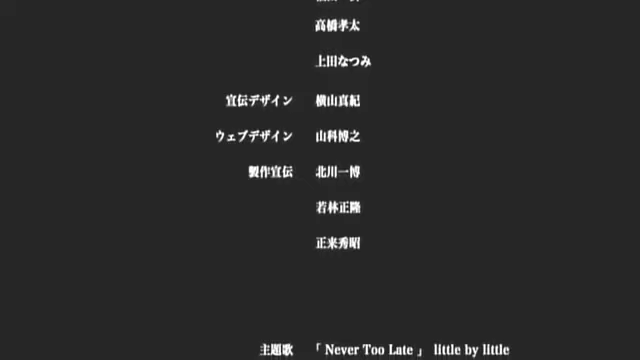 高橋孝太
上田なつみ
宣伝デザイン 横山真紀
ウェブデザイン 山科博之
製作宣伝 北川一博
若林正隆
正来秀昭
主題歌 「 Never Too Late 」 little by little